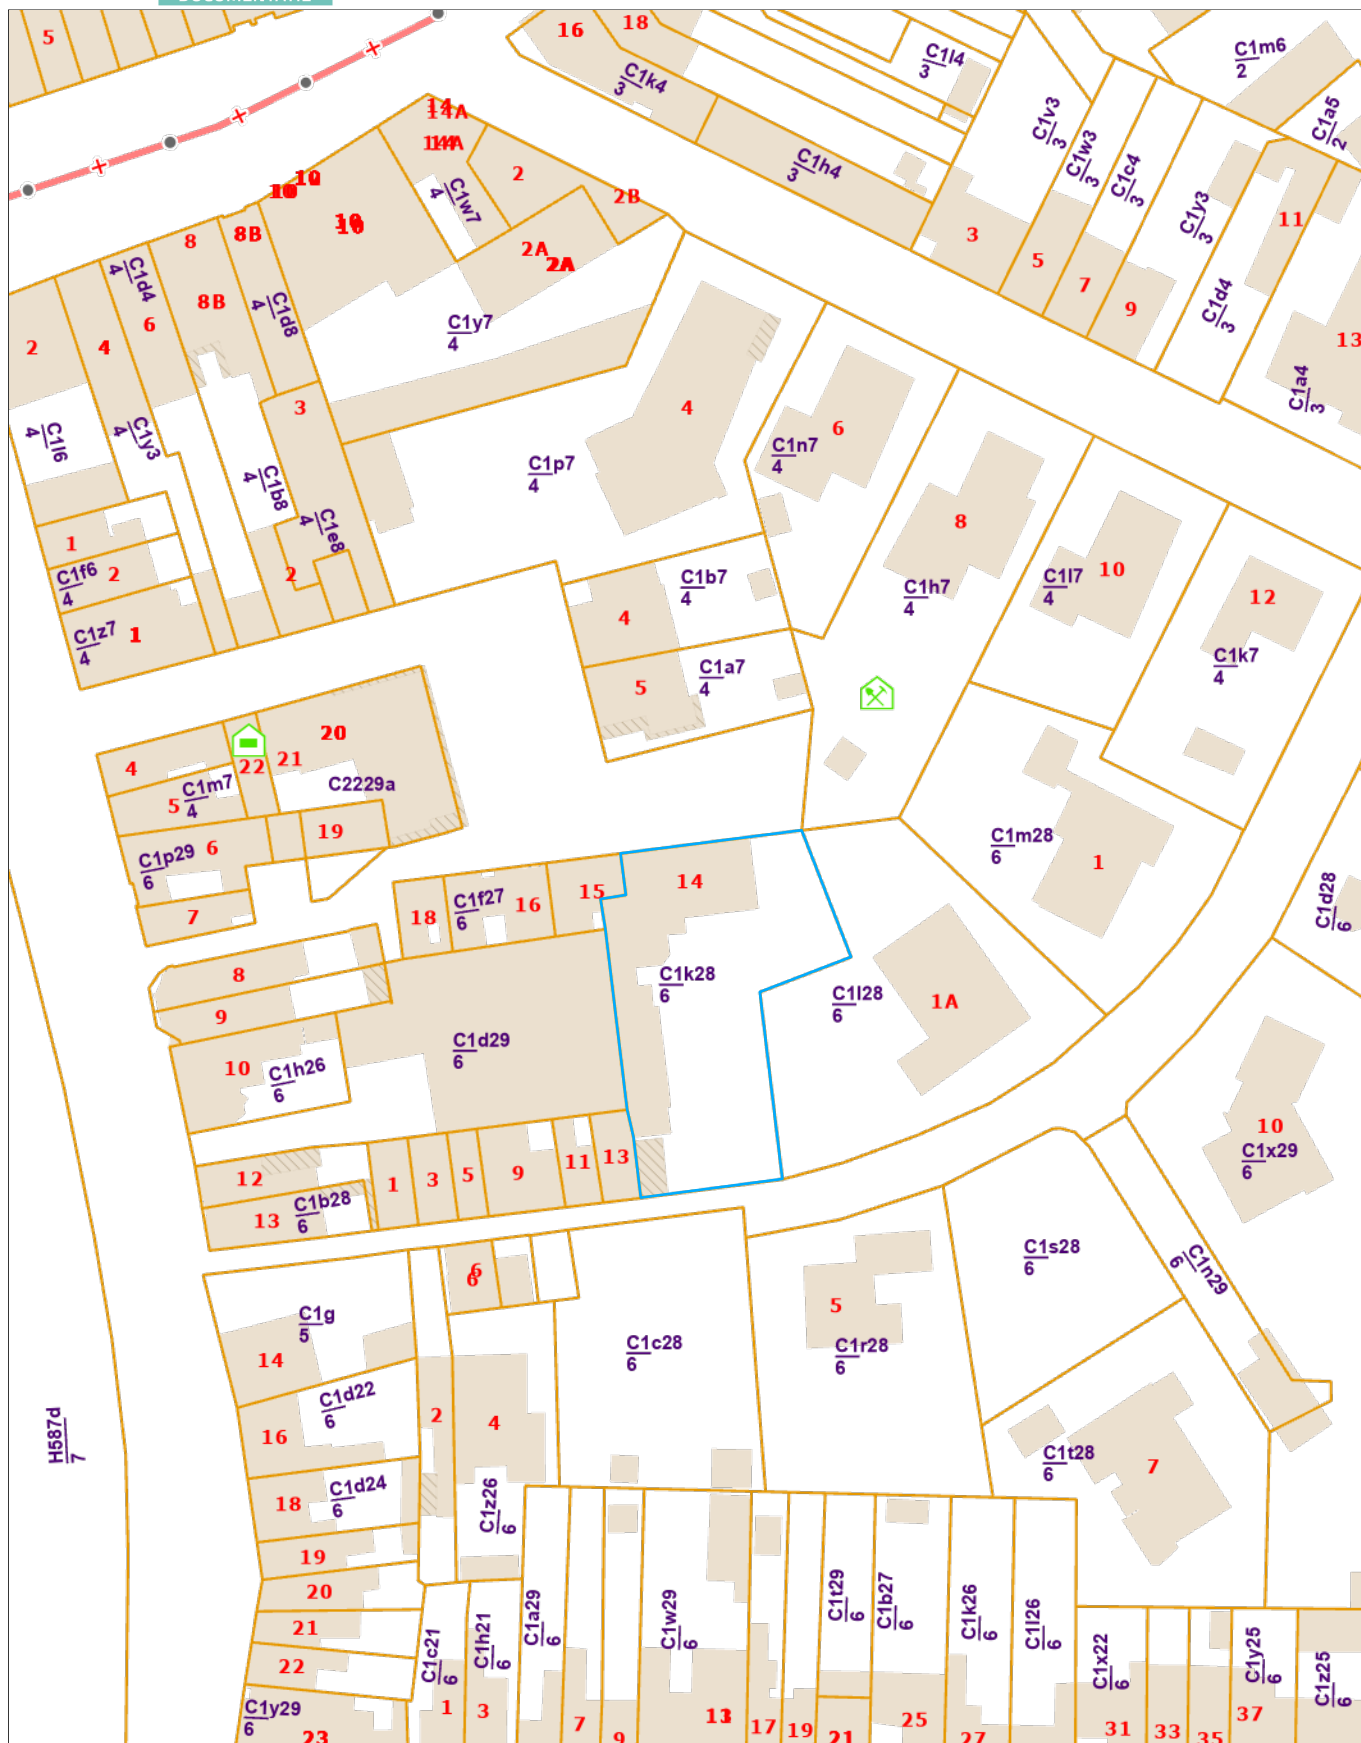 5
16
18
C1k4
3
C1l4
3
C1m6
2
C1a5
2
14
14A
14A
2
2B
2A
2A
C1w7
4
C1h4
3
C1v3
3
C1w3
3
C1c4
3
C1y3
3
C1d4
3
11
13
C1a4
3
3
5
7
9
10
10
10
8
8B
8B
C1d4
4
C1d8
4
6
4
2
C1y7
4
3
C1l6
4
C1y3
4
C1b8
4
C1e8
4
C1p7
4
4
6
C1n7
4
8
C1h7
4
10
C1l7
4
12
C1k7
4
1
2
C1f6
4
C1z7
4
1
2
4
C1b7
4
5
C1a7
4
4
5
C1m7
4
22
21
20
C2229a
19
6
C1p29
6
7
18
C1f27
6
16
15
14
C1k28
6
C1l28
6
1A
C1m28
6
1
C1d28
6
8
9
10
C1h26
6
C1d29
6
12
13
C1b28
6
1
3
5
9
11
13
10
C1x29
6
C1s28
6
C1n29
6
6
6
C1g
5
14
C1c28
6
5
C1r28
6
C1d22
6
16
2
4
H587d
7
18
C1d24
6
C1z26
6
C1t28
6
7
19
20
21
22
C1y29
6
23
C1c21
6
1
C1h21
6
3
C1a29
6
7
9
C1w29
6
17
19
C1t29
6
21
C1b27
6
25
C1k26
6
27
C1l26
6
C1x22
6
31
33
35
C1y25
6
37
C1z25
6